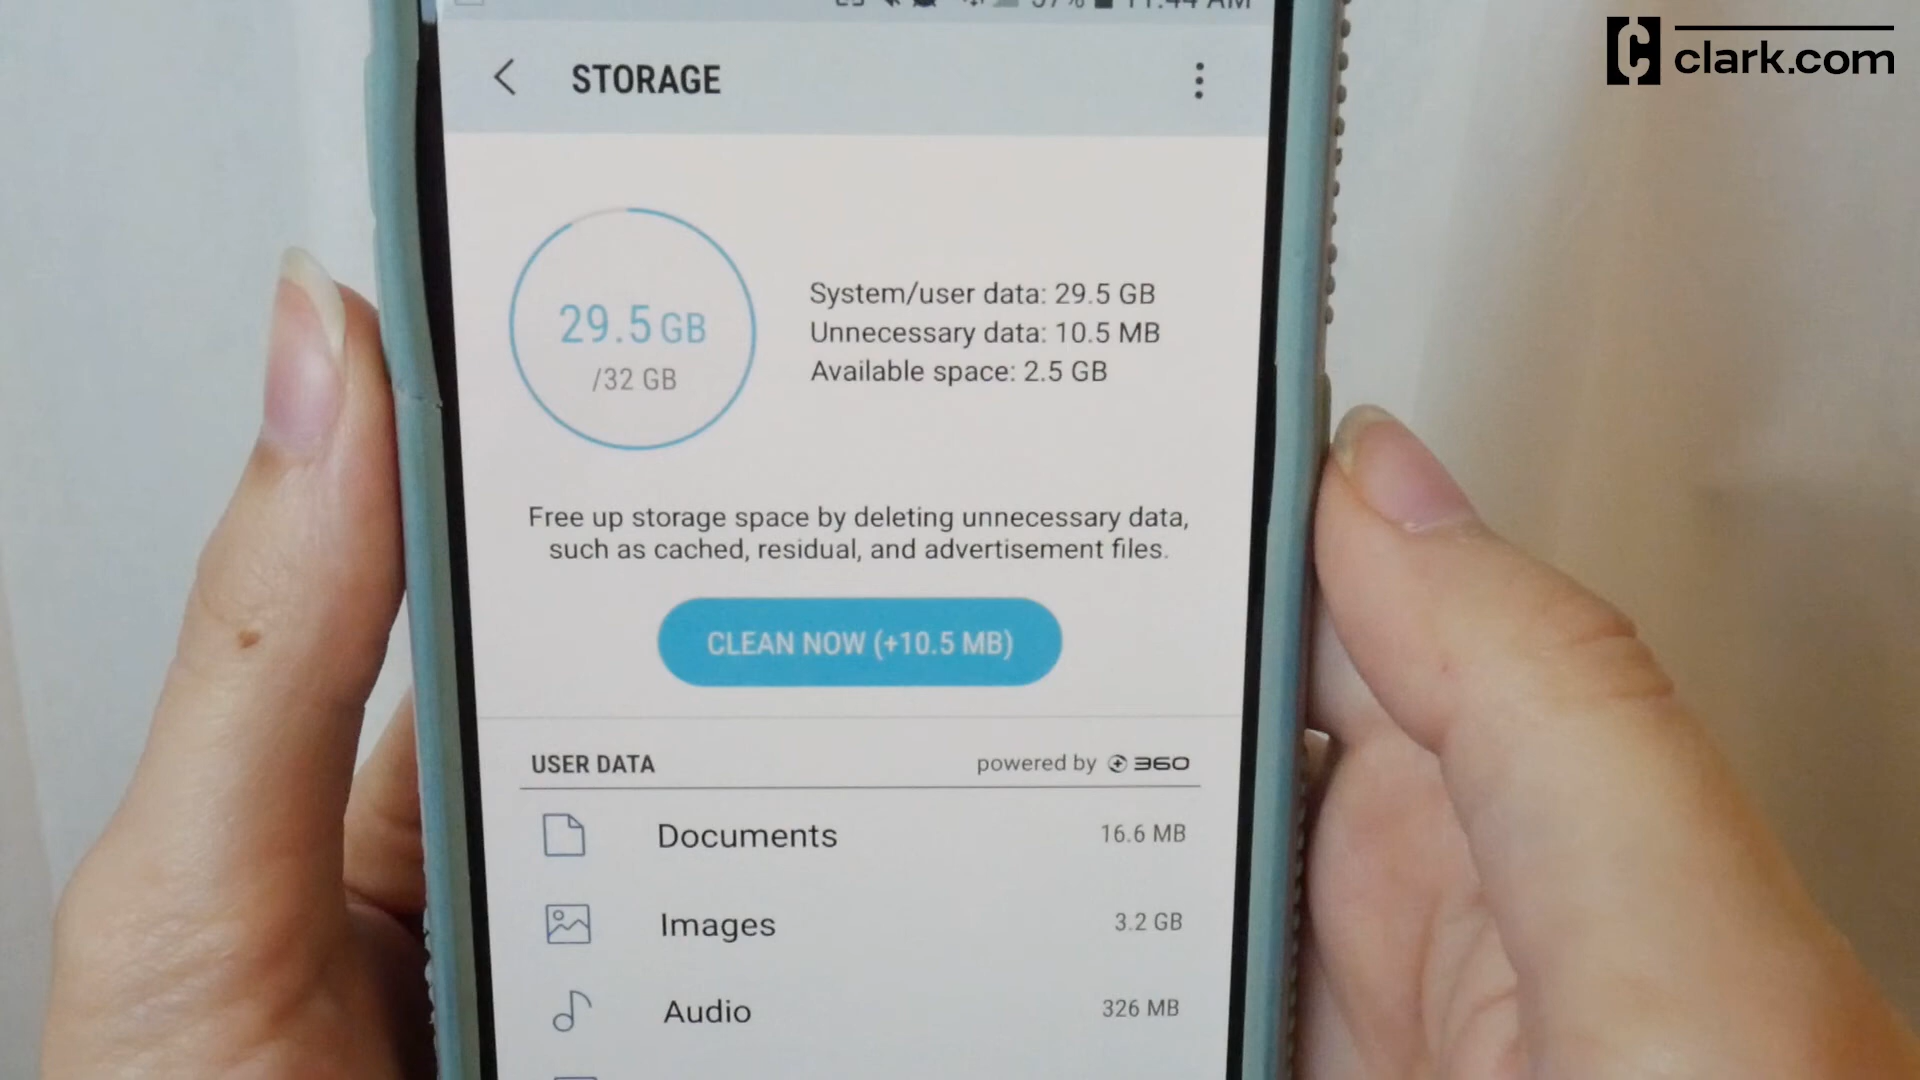 11:44 AM
clark.com
STORAGE
29.5 GB
/32 GB
System/user data: 29.5 GB
Unnecessary data: 10.5 MB
Available space: 2.5 GB
Free up storage space by deleting unnecessary data,
such as cached, residual, and advertisement files.
CLEAN NOW (+10.5 MB)
USER DATA
powered by 360
Documents
16.6 MB
Images
3.2 GB
Audio
326 MB